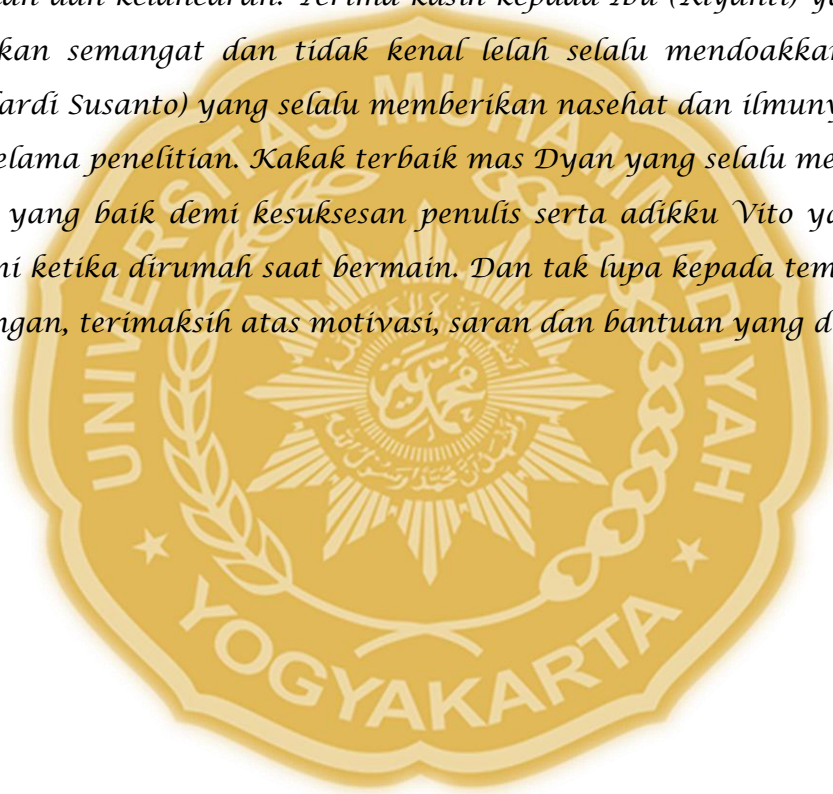 an dan kelancaran. Terima kasih kepada Ibu (Riyanti) ya
kan semangat dan tidak kenal lelah selalu mendoakkan
ardi Susanto) yang selalu memberikan nasehat dan ilmuny
elama penelitian. Kakak terbaik mas Dyan yang selalu me
yang baik demi kesuksesan penulis serta adikku Vito ya
ni ketika dirumah saat bermain. Dan tak lupa kepada tem
ngan, terimaksih atas motivasi, saran dan bantuan yang d
UNIVERSITAS MUHAMMADIYAH
YOGYAKARTA